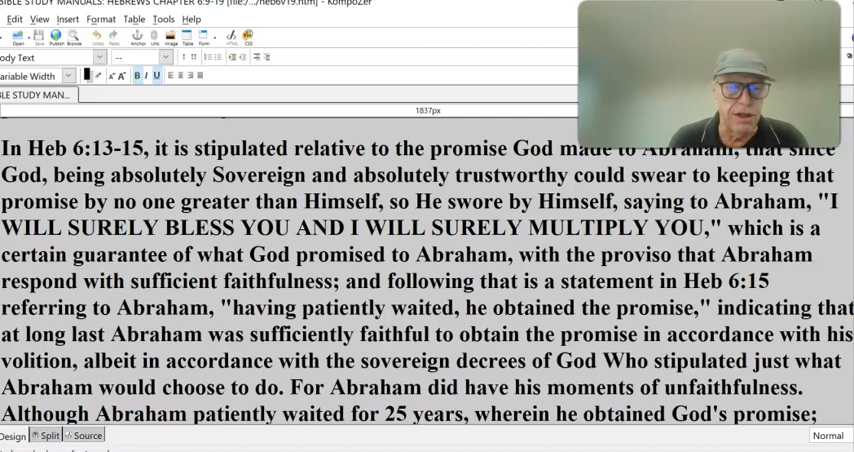 BIBLE STUDY MANUALS: HEBREWS CHAPTER 6:9-19 [file:/.../heb6v19.htm] - KompoZer
Edit View Insert Format Table Tools Help
Open Save Publish Browse Undo Redo Anchor Link Image Table Form HTML CSS
ody Text --
ariable Width A A B I U
BLE STUDY MAN...
1837px
In Heb 6:13-15, it is stipulated relative to the promise God made to Abraham, that since
God, being absolutely Sovereign and absolutely trustworthy could swear to keeping that
promise by no one greater than Himself, so He swore by Himself, saying to Abraham, "I
WILL SURELY BLESS YOU AND I WILL SURELY MULTIPLY YOU," which is a
certain guarantee of what God promised to Abraham, with the proviso that Abraham
respond with sufficient faithfulness; and following that is a statement in Heb 6:15
referring to Abraham, "having patiently waited, he obtained the promise," indicating that
at long last Abraham was sufficiently faithful to obtain the promise in accordance with his
volition, albeit in accordance with the sovereign decrees of God Who stipulated just what
Abraham would choose to do. For Abraham did have his moments of unfaithfulness.
Although Abraham patiently waited for 25 years, wherein he obtained God's promise;
Design Split Source Normal